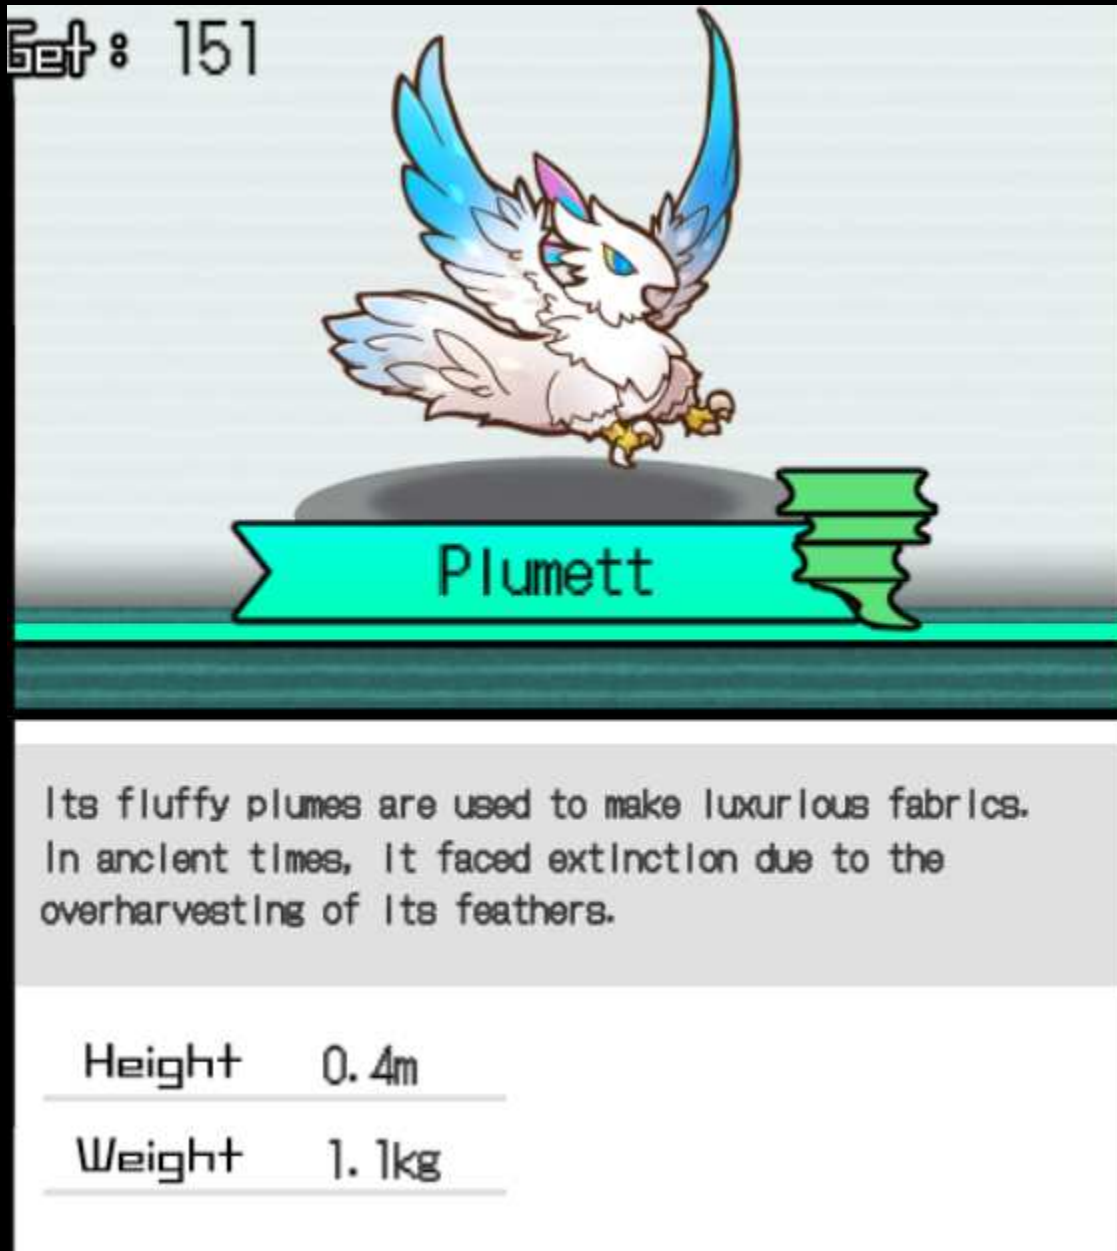 Get: 151
Plumett
Its fluffy plumes are used to make luxurious fabrics.
In ancient times, it faced extinction due to the
overharvesting of its feathers.
Height 0.4m
Weight 1.1kg